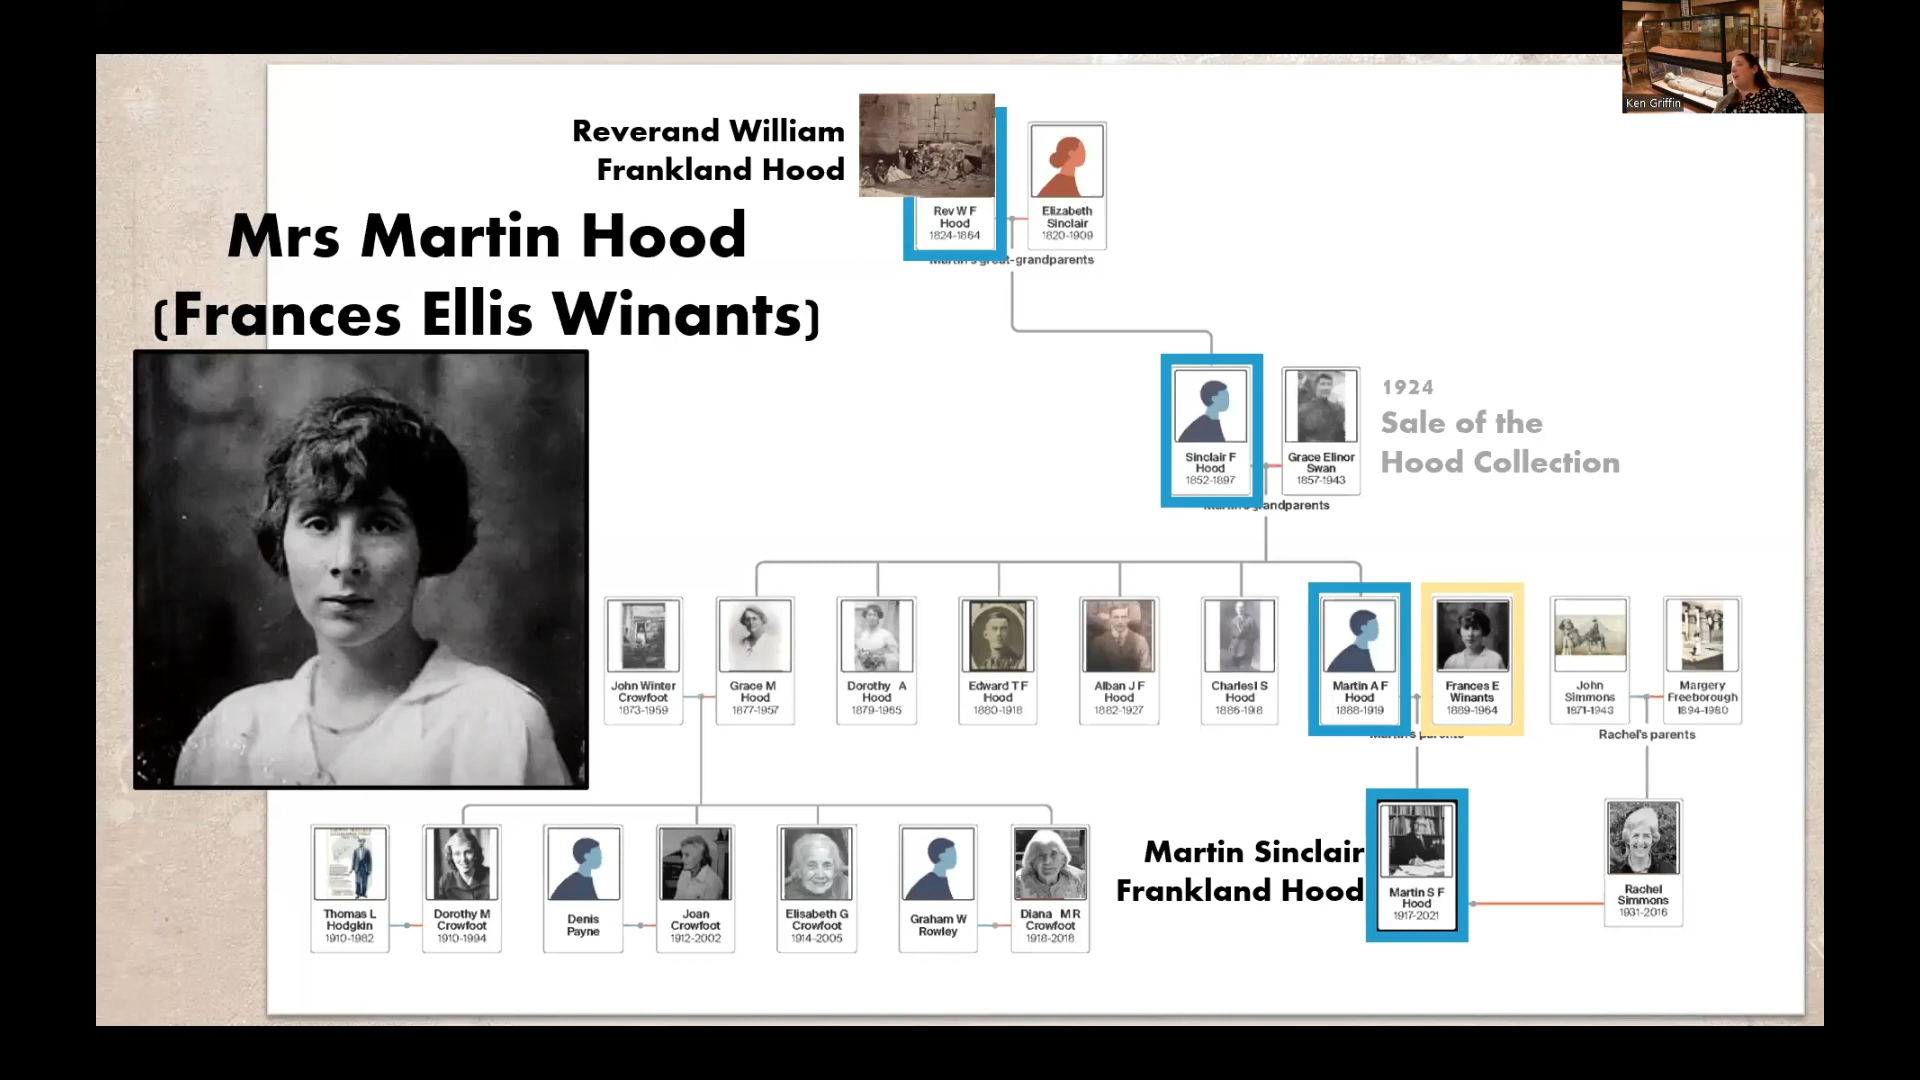 Ken Griffin
Reverand William
Frankland Hood
Mrs Martin Hood
(Frances Ellis Winants)
Rev W F
Hood
1824-1864
Elizabeth
Sinclair
1820-1909
Martin's great-grandparents
1924
Sale of the
Hood Collection
Sinclair F
Hood
1852-1897
Grace Elinor
Swan
1857-1943
Martin's grandparents
John Winter
Crowfoot
1873-1959
Grace M
Hood
1877-1957
Dorothy A
Hood
1879-1965
Edward T F
Hood
1880-1918
Alban J F
Hood
1882-1927
Charles I S
Hood
1886-1918
Martin A F
Hood
1888-1919
Frances E
Winants
1889-1964
Martin's parents
John
Simmons
1871-1943
Margery
Freeborough
1894-1980
Rachel's parents
Thomas L
Hodgkin
1910-1982
Dorothy M
Crowfoot
1910-1994
Denis
Payne
Joan
Crowfoot
1912-2002
Elisabeth G
Crowfoot
1914-2005
Graham W
Rowley
Diana M R
Crowfoot
1918-2018
Martin Sinclair
Frankland Hood
Martin S F
Hood
1917-2021
Rachel
Simmons
1931-2016